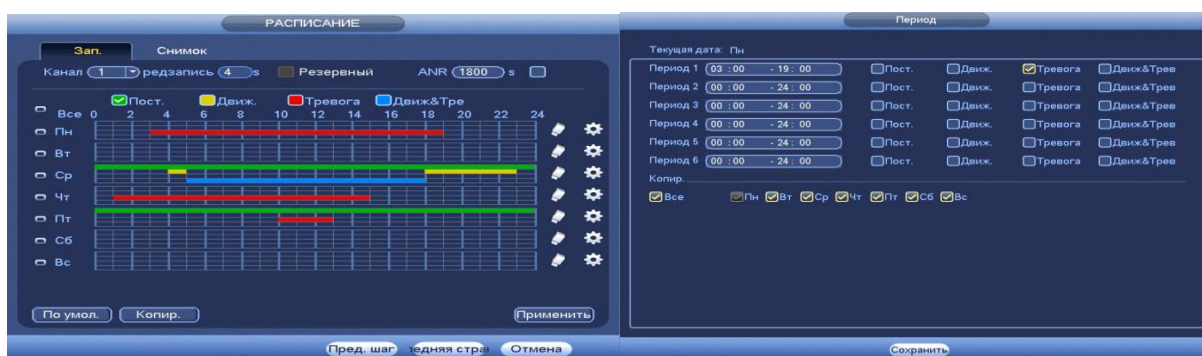 РАСПИСАНИЕ
Зап. Снимок
Канал 1 редзапись 4 s Резервный ANR 1800 s
Пост. Движ. Тревога Движ&Тре
Все 0 2 4 6 8 10 12 14 16 18 20 22 24
Пн
Вт
Ср
Чт
Пт
Сб
Вс
По умол. Копир. Применить
Пред. шаг едняя стра Отмена
Период
Текущая дата: Пн
Период 1 03 :00 - 19: 00 Пост. Движ. Тревога Движ&Трев
Период 2 00 :00 - 24: 00 Пост. Движ. Тревога Движ&Трев
Период 3 00 :00 - 24: 00 Пост. Движ. Тревога Движ&Трев
Период 4 00 :00 - 24: 00 Пост. Движ. Тревога Движ&Трев
Период 5 00 :00 - 24: 00 Пост. Движ. Тревога Движ&Трев
Период 6 00 :00 - 24: 00 Пост. Движ. Тревога Движ&Трев
Копир.
Все Пн Вт Ср Чт Пт Сб Вс
Сохранить